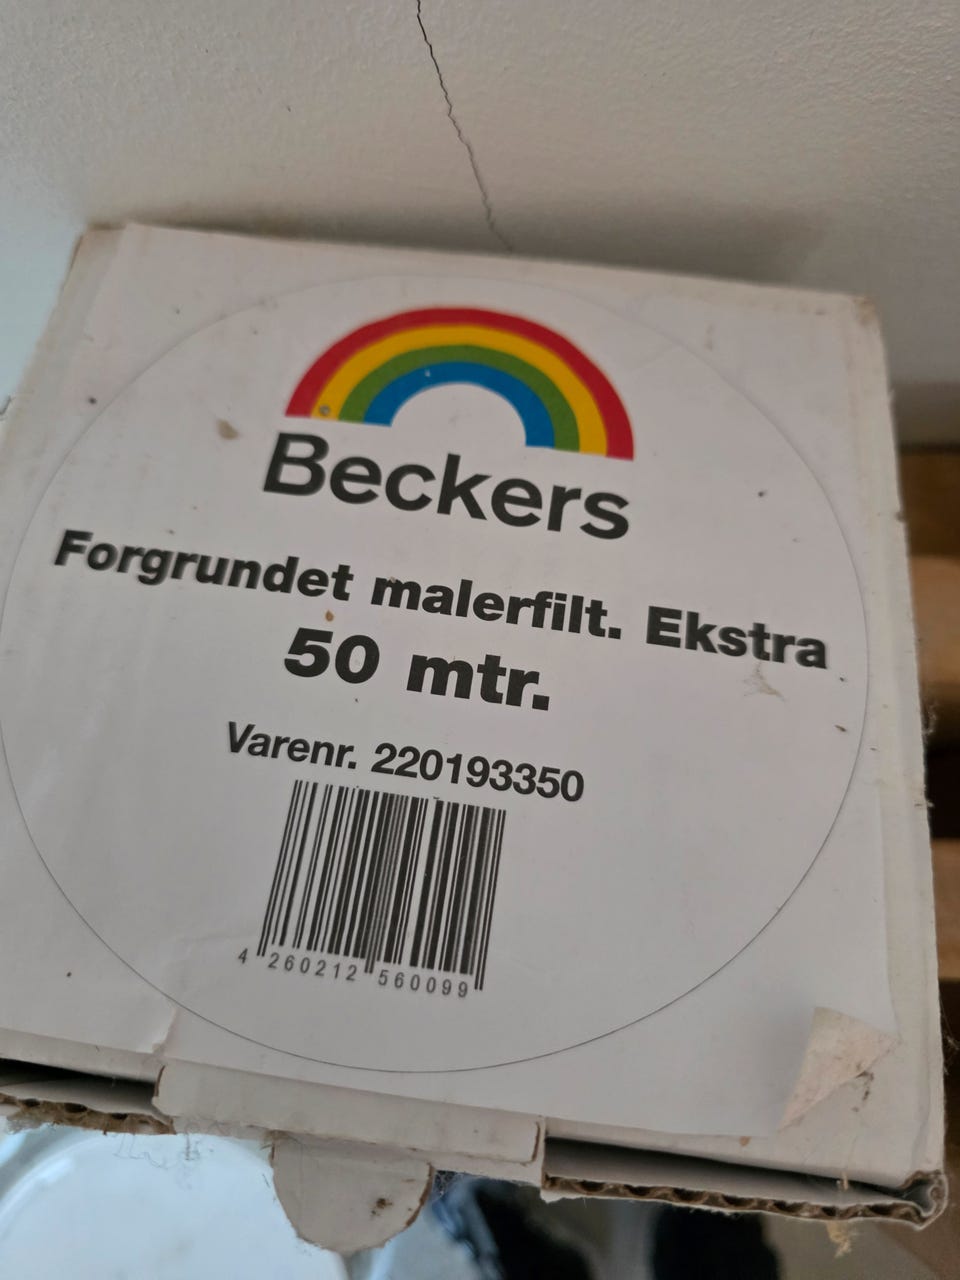 Beckers
Forgrundet malerfilt. Ekstra
50 mtr.
Varenr. 220193350
4 260212 560099